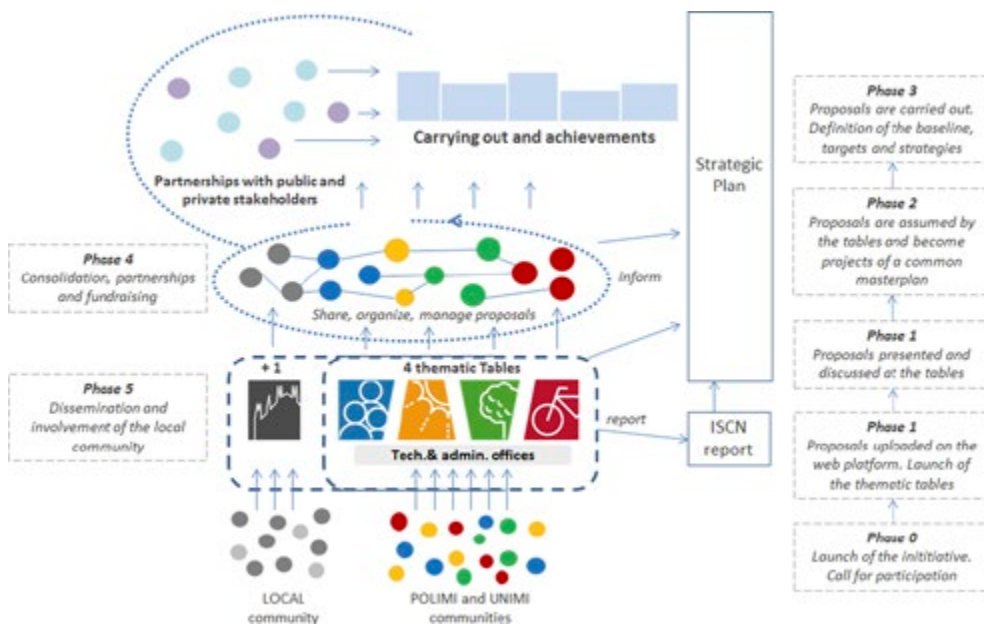 Carrying out and achievements
Partnerships with public and
private stakeholders
Phase 4
Consolidation, partnerships
and fundraising
Share, organize, manage proposals
Inform
Phase 5
Dissemination and
involvement of the local
community
+ 1
4 thematic Tables
Tech.& admin. offices
report
LOCAL
community
POLIMI and UNIMI
communities
Strategic
Plan
ISCN
report
Phase 3
Proposals are carried out.
Definition of the baseline,
targets and strategies
Phase 2
Proposals are assumed by
the tables and become
projects of a common
masterplan
Phase 1
Proposals presented and
discussed at the tables
Phase 1
Proposals uploaded on the
web platform. Launch of
the thematic tables
Phase 0
Launch of the inititiative.
Call for participation